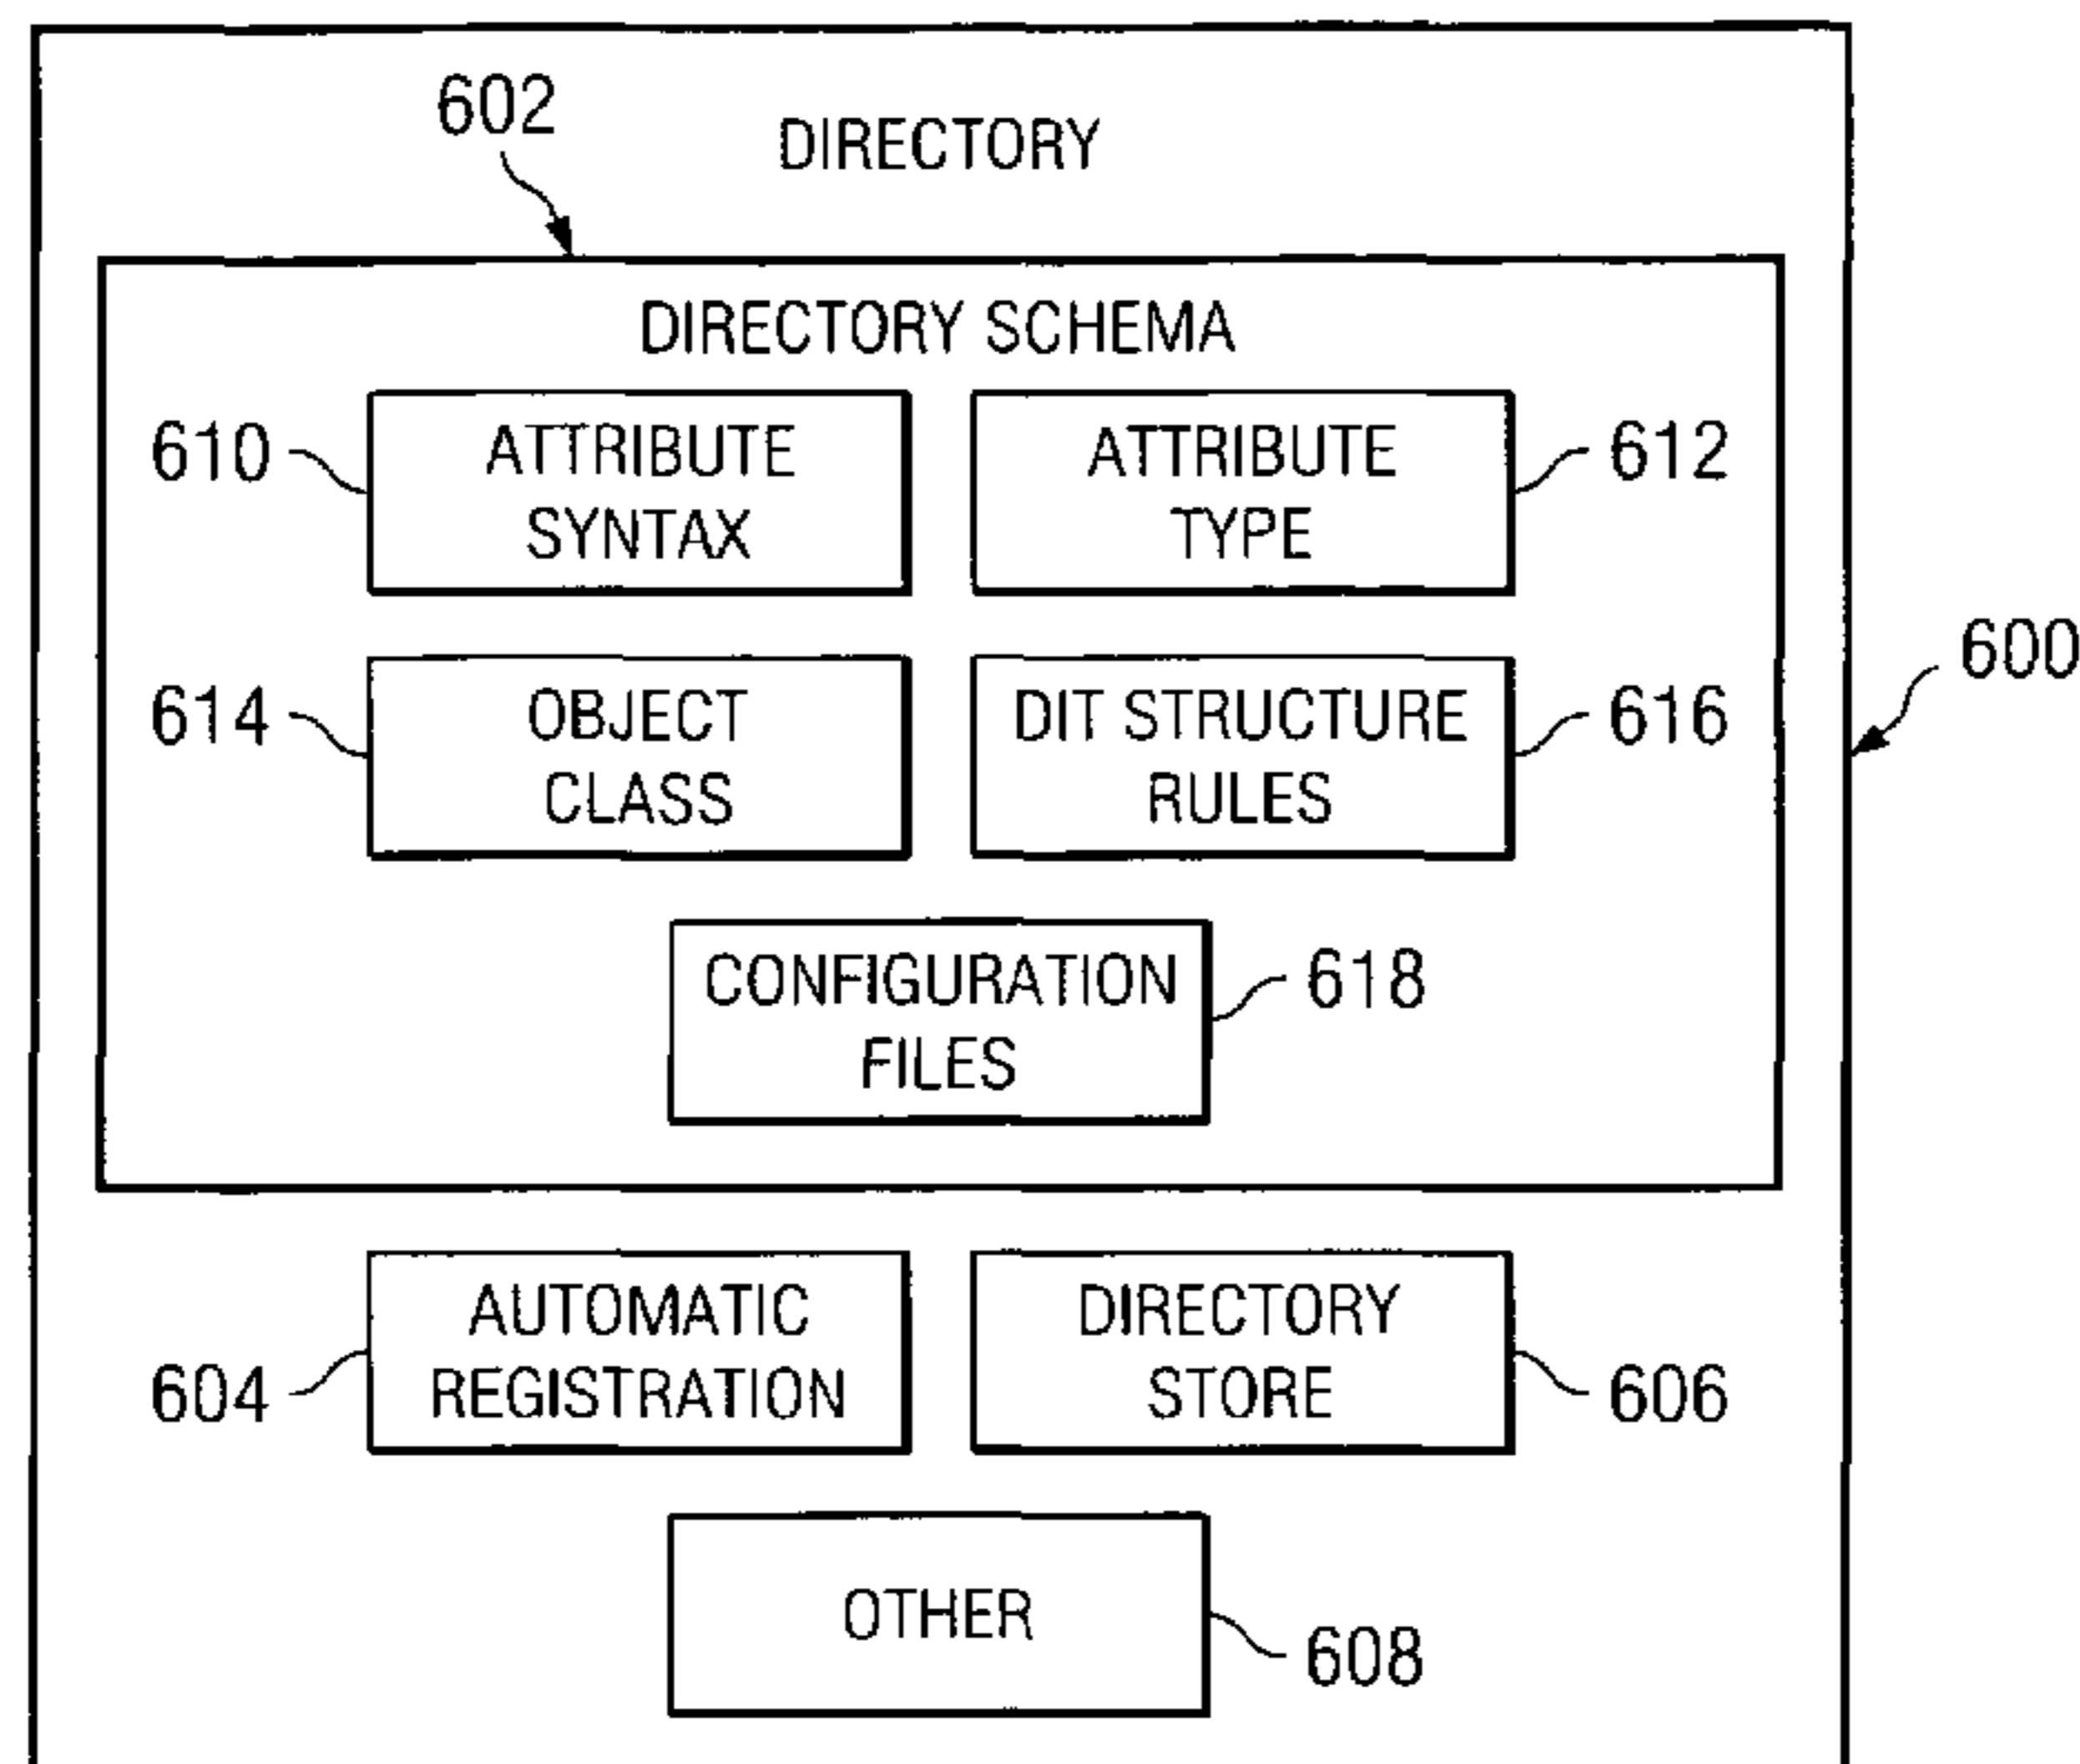 602
DIRECTORY
DIRECTORY SCHEMA
610
ATTRIBUTE
SYNTAX
ATTRIBUTE
TYPE
612
614
OBJECT
CLASS
DIT STRUCTURE
RULES
616
600
CONFIGURATION
FILES
618
604
AUTOMATIC
REGISTRATION
DIRECTORY
STORE
606
OTHER
608